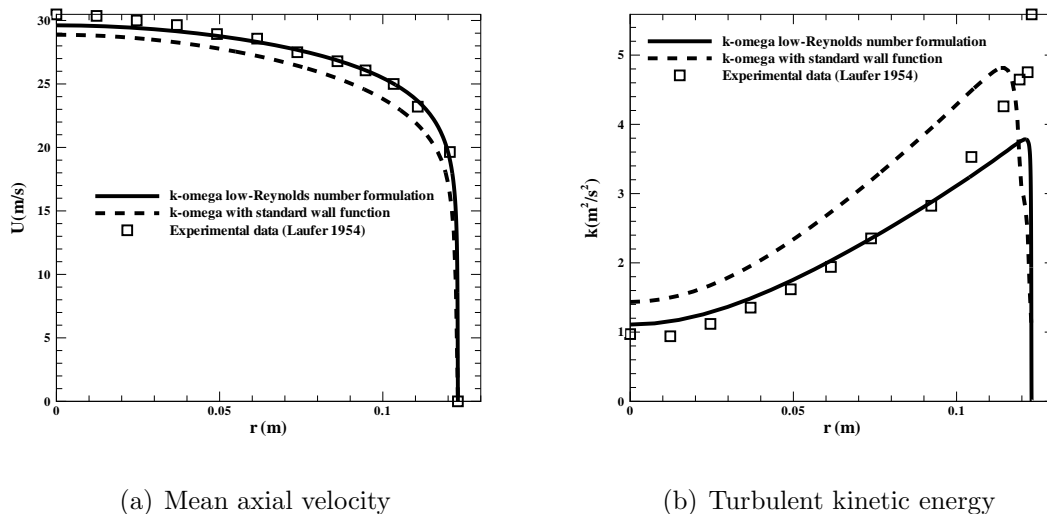 30
25
20
15
10
5
0
U(m/s)
k-omega low-Reynolds number formulation
k-omega with standard wall function
Experimental data (Laufer 1954)
0
0.05
0.1
r (m)
(a) Mean axial velocity
5
4
3
2
1
0
k(m²/s²)
k-omega low-Reynolds number formulation
k-omega with standard wall function
Experimental data (Laufer 1954)
0
0.05
0.1
r (m)
(b) Turbulent kinetic energy